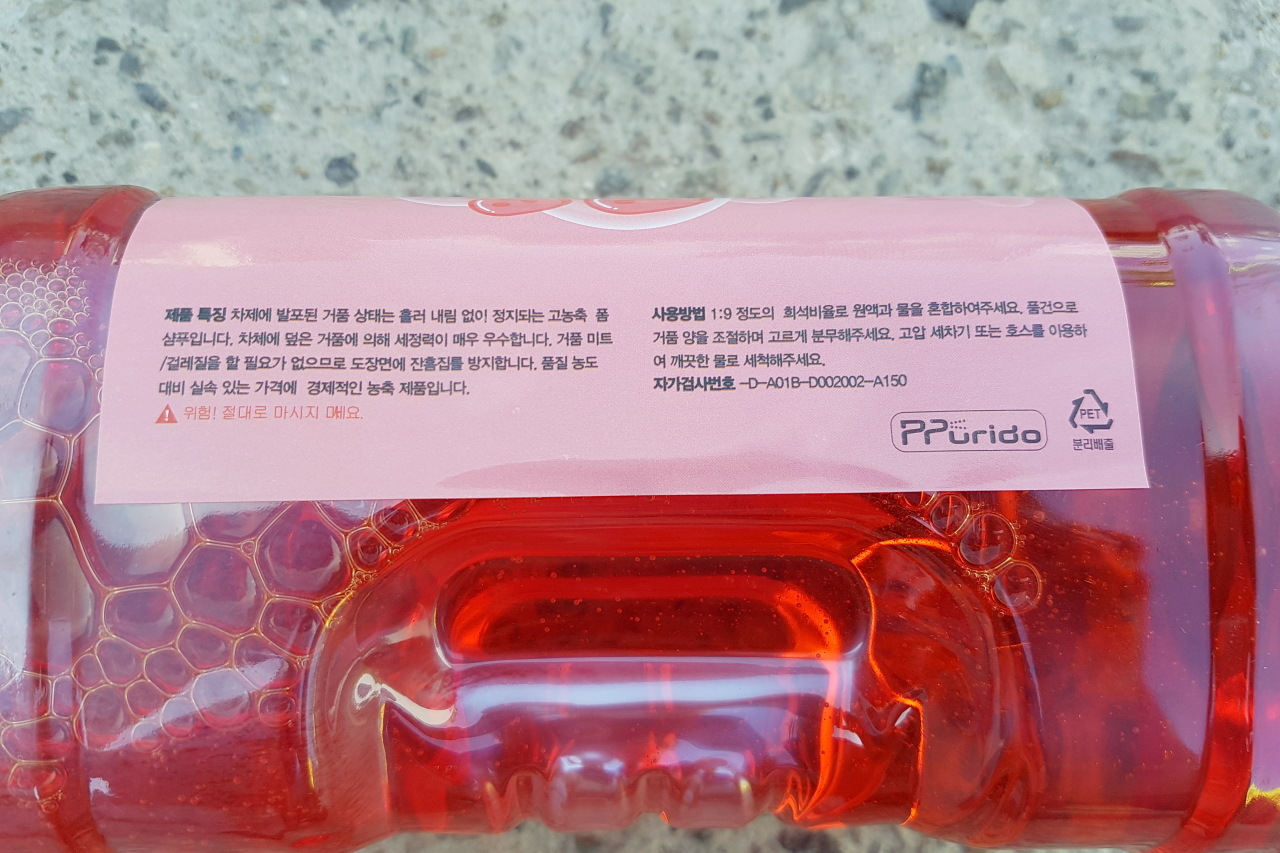 제품 특징 차제에 발포된 거품 상태는 흘러 내림 없이 정지되는 고농축 폼
샴푸입니다. 차체에 덮은 거품에 의해 세정력이 매우 우수합니다. 거품 미트
/걸레질을 할 필요가 없으므로 도장면에 잔흠집를 방지합니다. 품질 농도
대비 실속 있는 가격에 경제적인 농축 제품입니다.
위험! 절대로 마시지 마세요.
사용방법 1:9 정도의 희석비율로 원액과 물을 혼합하여주세요. 폼건으로
거품 양을 조절하며 고르게 분무해주세요. 고압 세차기 또는 호스를 이용하
여 깨끗한 물로 세척해주세요.
자가검사번호 -D-A01B-D002002-A150
PPurido
PET
분리배출